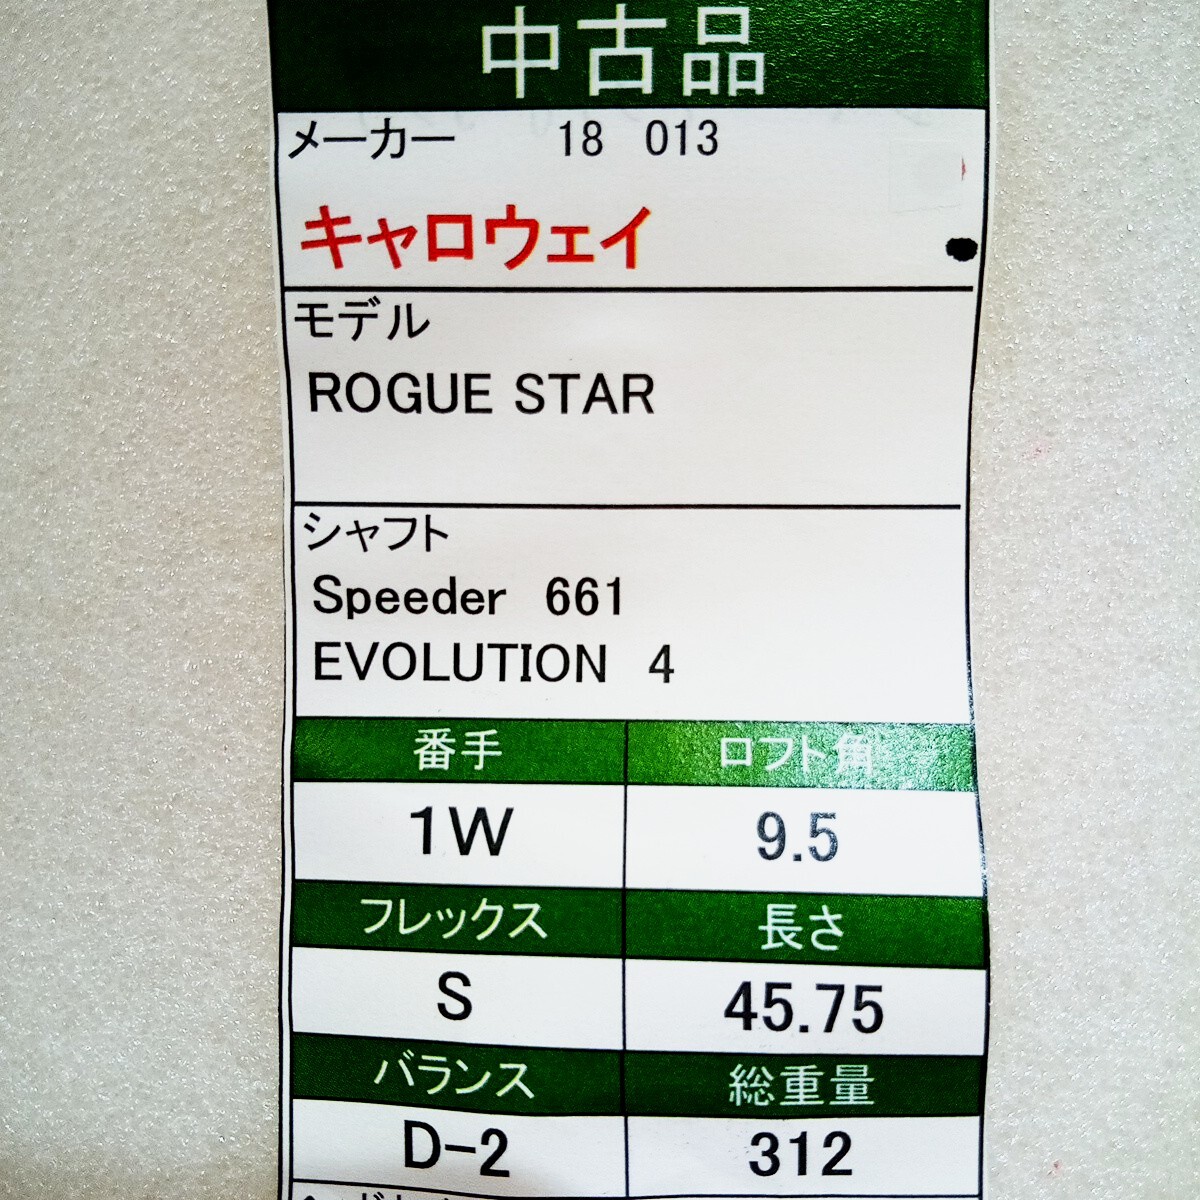 中古品
メーカー 18 013
キャロウェイ
モデル
ROGUE STAR
シャフト
Speeder 661
EVOLUTION 4
番手 ロフト角
1W 9.5
フレックス 長さ
S 45.75
バランス 総重量
D-2 312